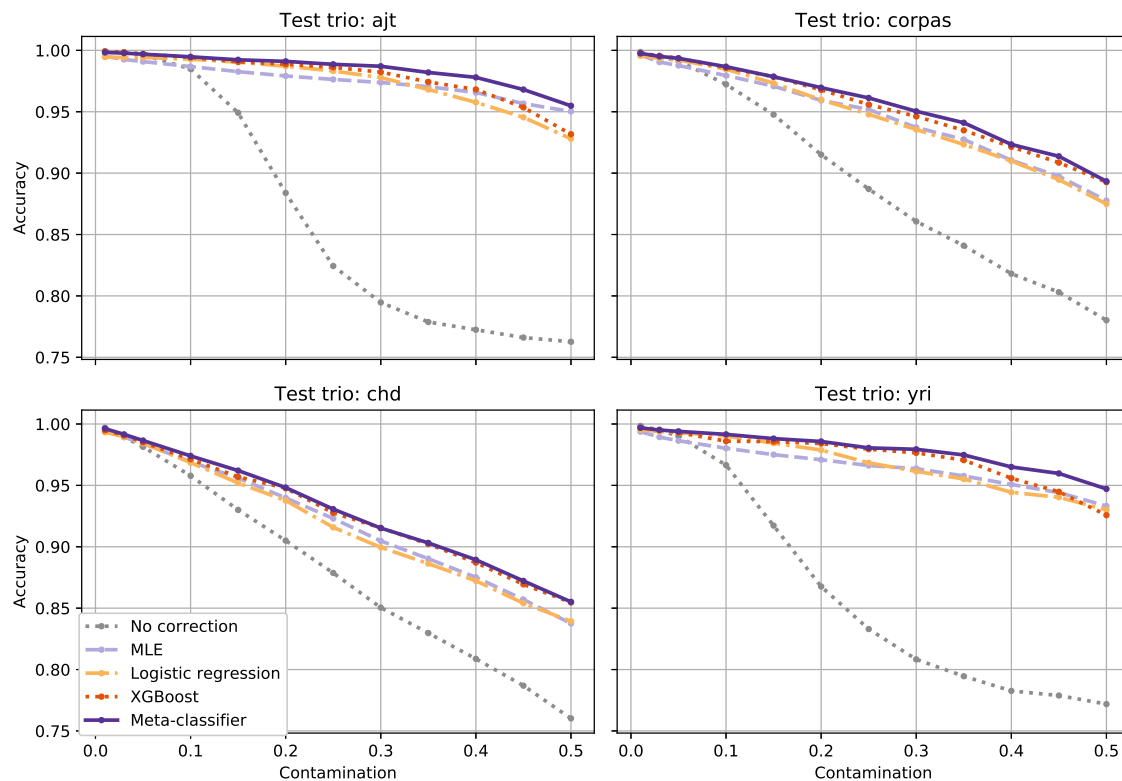 Test trio: ajt
Test trio: corpas
1.00
0.95
0.90
0.85
0.80
0.75
Accuracy
Test trio: chd
Test trio: yri
1.00
0.95
0.90
0.85
0.80
0.75
Accuracy
No correction
MLE
Logistic regression
XGBoost
Meta-classifier
0.0 0.1 0.2 0.3 0.4 0.5
0.0 0.1 0.2 0.3 0.4 0.5
Contamination
Contamination